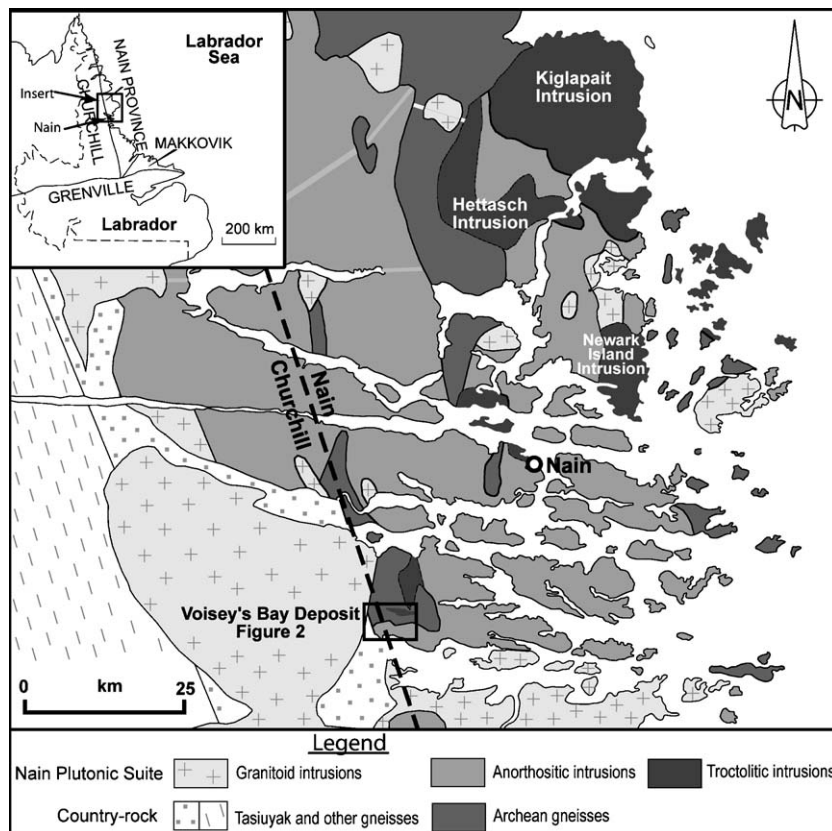 Labrador
Sea
Insert
Nain
CHURCHILL
NAIN PROVINCE
MAKKOVIK
GRENVILLE
Labrador
200 km
Kiglapait
Intrusion
N
Hettasch
Intrusion
Newark
Island
Intrusion
Nain
Churchill
Nain
Voisey's Bay Deposit
Figure 2
0 km 25
Legend
Nain Plutonic Suite Granitoid intrusions Anorthositic intrusions Troctolitic intrusions
Country-rock Tasiuyak and other gneisses Archean gneisses